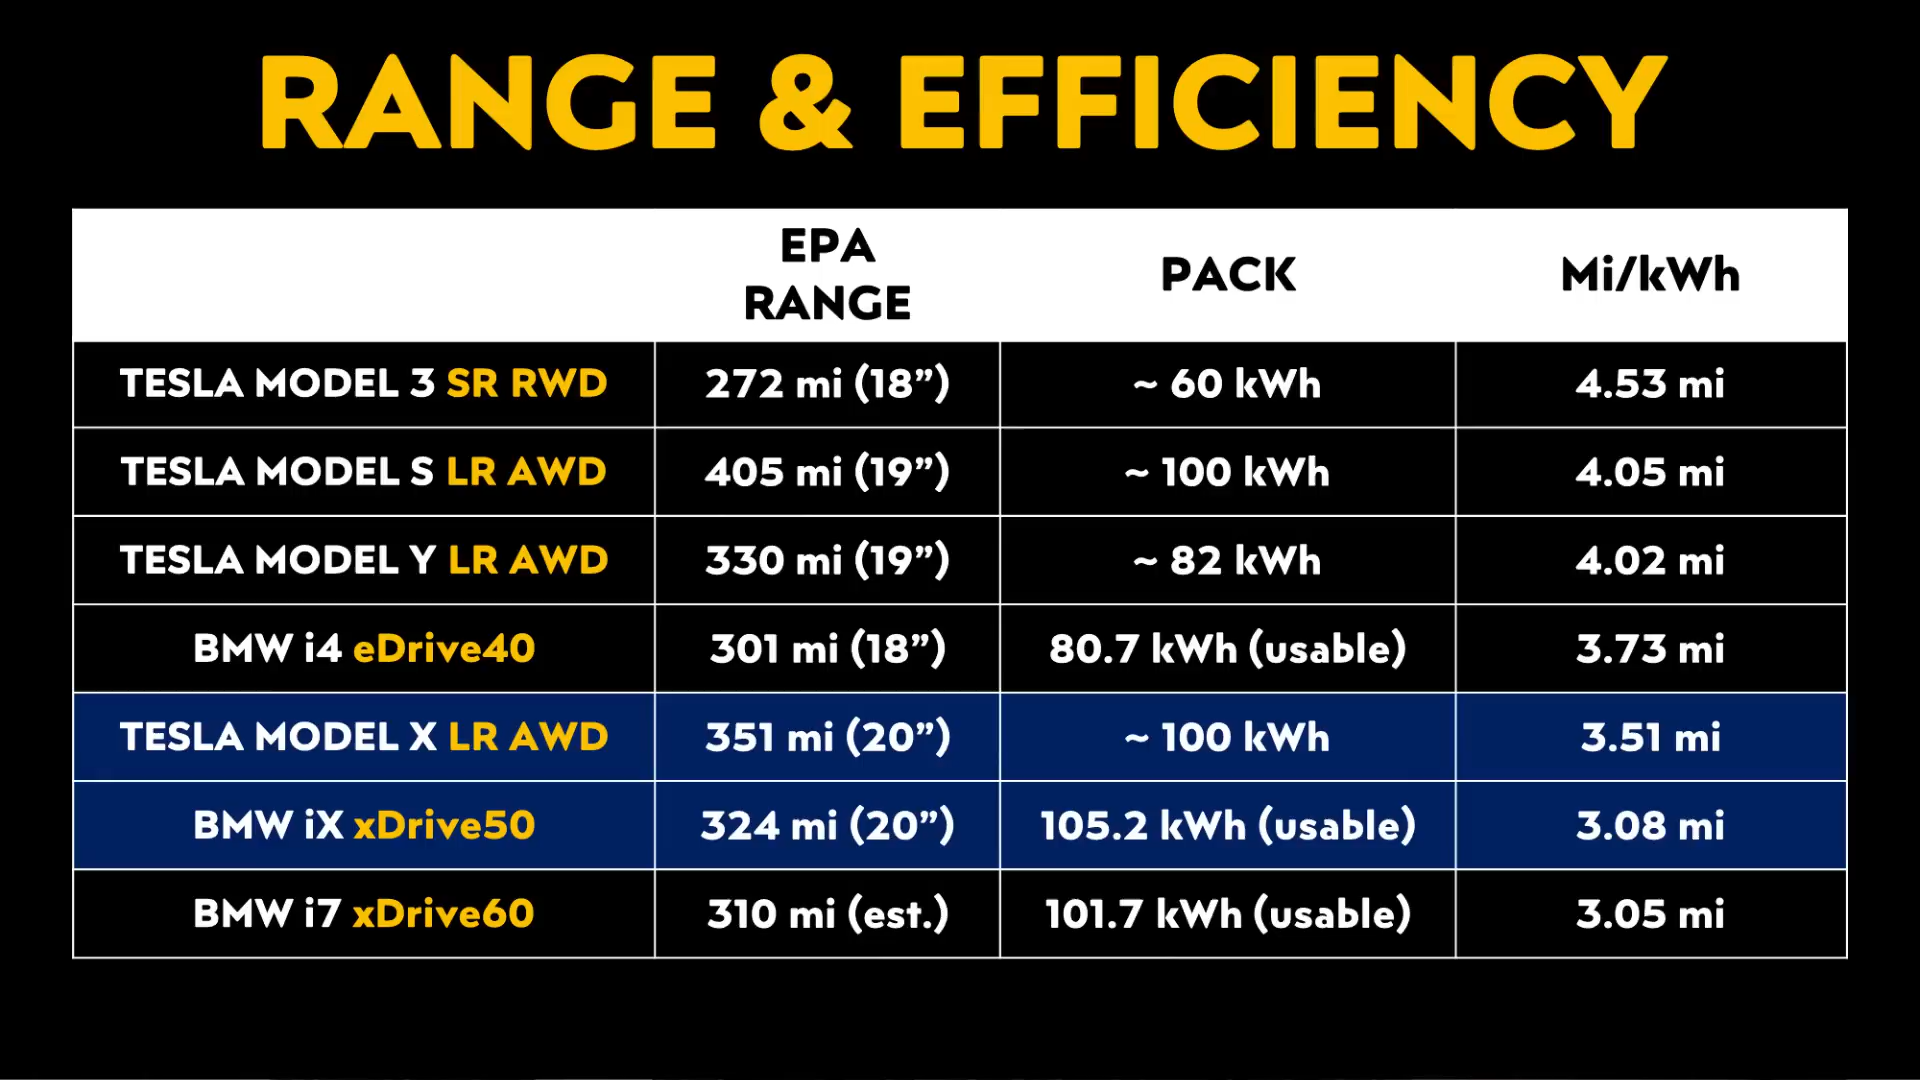 RANGE & EFFICIENCY
EPA
RANGE
PACK
Mi/kWh
TESLA MODEL 3 SR RWD
272 mi (18”)
~ 60 kWh
4.53 mi
TESLA MODEL S LR AWD
405 mi (19”)
~ 100 kWh
4.05 mi
TESLA MODEL Y LR AWD
330 mi (19”)
~ 82 kWh
4.02 mi
BMW i4 eDrive40
301 mi (18”)
80.7 kWh (usable)
3.73 mi
TESLA MODEL X LR AWD
351 mi (20”)
~ 100 kWh
3.51 mi
BMW iX xDrive50
324 mi (20”)
105.2 kWh (usable)
3.08 mi
BMW i7 xDrive60
310 mi (est.)
101.7 kWh (usable)
3.05 mi